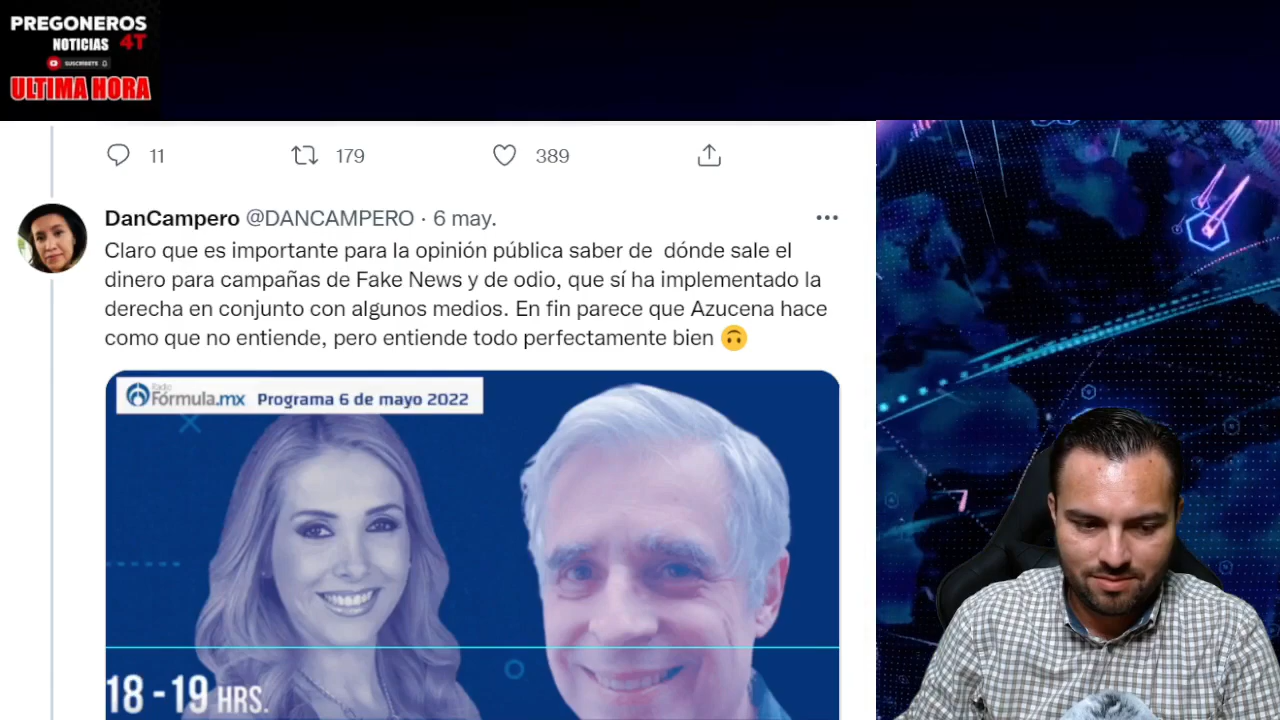 PREGONEROS
NOTICIAS 4T
SUSCRIBETE
ULTIMA HORA
11 179 389
DanCampero @DANCAMPERO · 6 may.
Claro que es importante para la opinión pública saber de dónde sale el
dinero para campañas de Fake News y de odio, que sí ha implementado la
derecha en conjunto con algunos medios. En fin parece que Azucena hace
como que no entiende, pero entiende todo perfectamente bien 🙃
Radio
Fórmula.mx Programa 6 de mayo 2022
18 - 19 HRS.